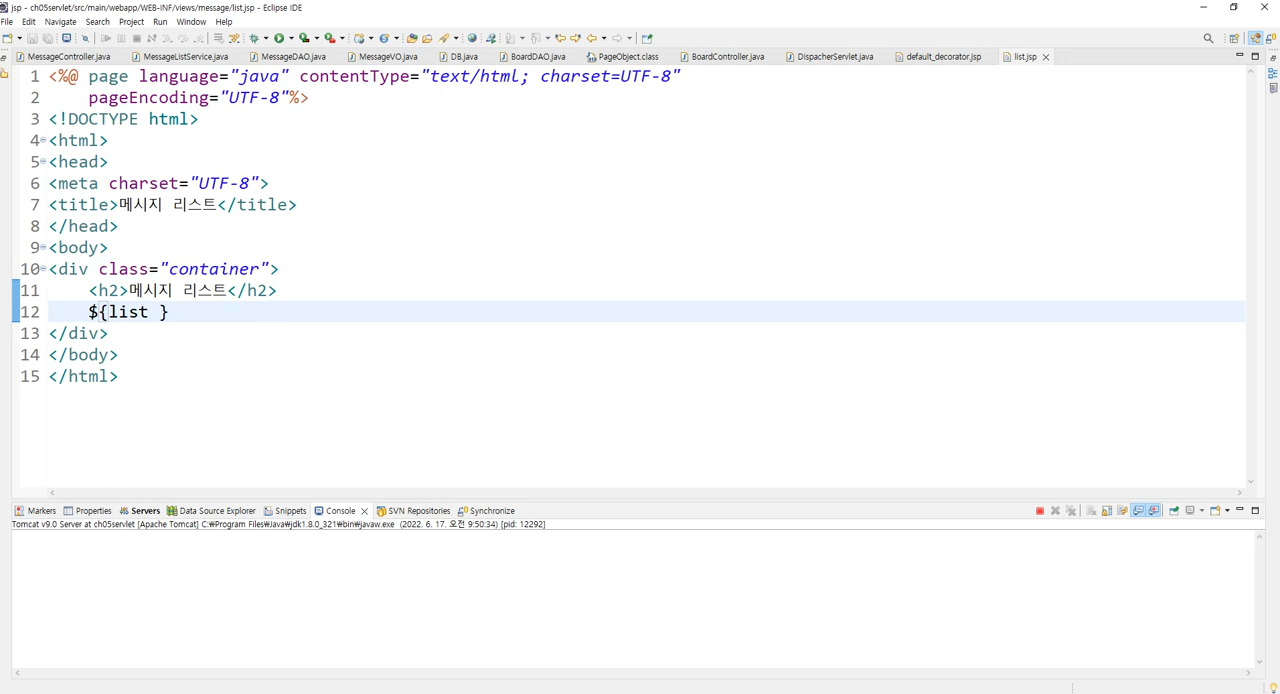 jsp - ch05servlet/src/main/webapp/WEB-INF/views/message/list.jsp - Eclipse IDE
File Edit Navigate Search Project Run Window Help
MessageController.java MessageListService.java MessageDAO.java MessageVO.java DB.java BoardDAO.java PageObject.class BoardController.java DispacherServlet.java default_decorator.jsp list.jsp
1 <%@ page language="java" contentType="text/html; charset=UTF-8"
2 pageEncoding="UTF-8"%>
3 <!DOCTYPE html>
4 <html>
5 <head>
6 <meta charset="UTF-8">
7 <title>메시지 리스트</title>
8 </head>
9 <body>
10 <div class="container">
11 <h2>메시지 리스트</h2>
12 ${list }
13 </div>
14 </body>
15 </html>
Markers Properties Servers Data Source Explorer Snippets Console SVN Repositories Synchronize
Tomcat v9.0 Server at ch05servlet [Apache Tomcat] C:₩Program Files₩Java₩jdk1.8.0_321₩bin₩javaw.exe (2022. 6. 17. 오전 9:50:34) [pid: 12292]